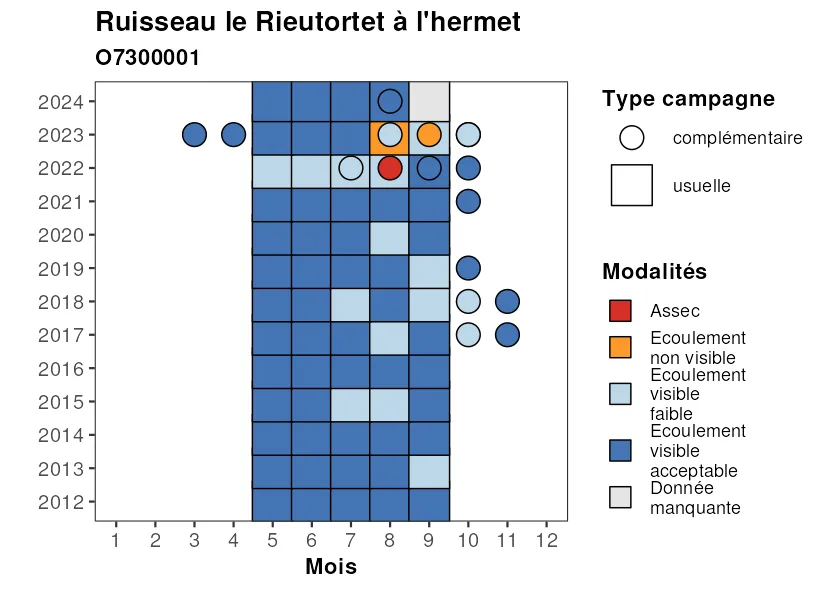 Ruisseau le Rieutortet à l'hermet
O7300001
2024
2023
2022
2021
2020
2019
2018
2017
2016
2015
2014
2013
2012
1 2 3 4 5 6 7 8 9 10 11 12
Mois
Type campagne
complémentaire
usuelle
Modalités
Assec
Ecoulement
non visible
Ecoulement
visible
faible
Ecoulement
visible
acceptable
Donnée
manquante